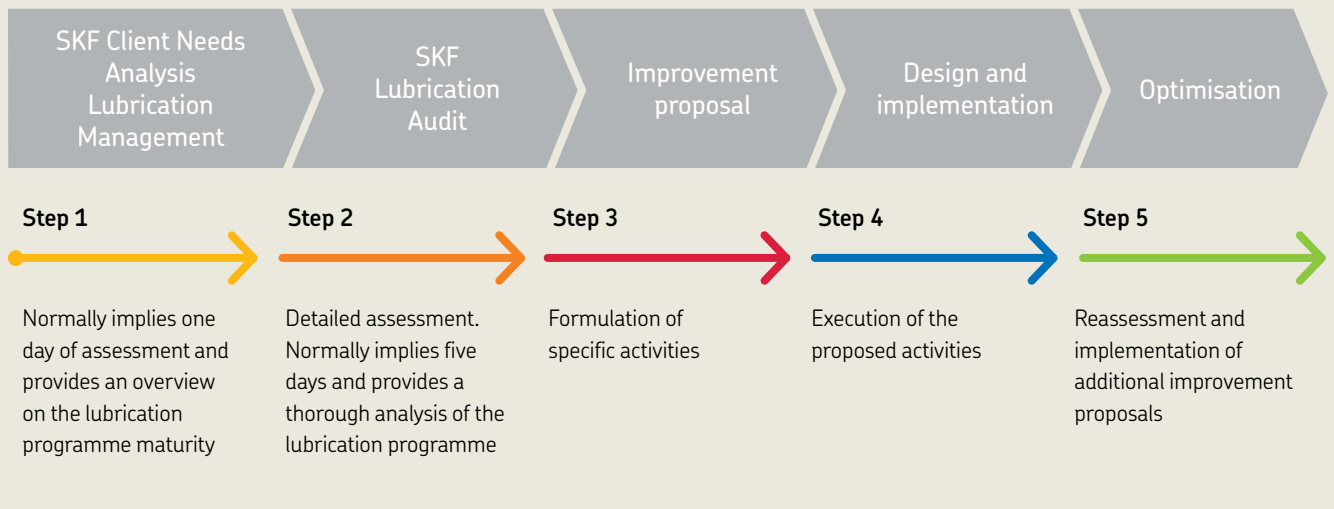 SKF Client Needs
Analysis
Lubrication
Management
SKF
Lubrication
Audit
Improvement
proposal
Design and
implementation
Optimisation
Step 1
Normally implies one
day of assessment and
provides an overview
on the lubrication
programme maturity
Step 2
Detailed assessment.
Normally implies five
days and provides a
thorough analysis of the
lubrication programme
Step 3
Formulation of
specific activities
Step 4
Execution of the
proposed activities
Step 5
Reassessment and
implementation of
additional improvement
proposals